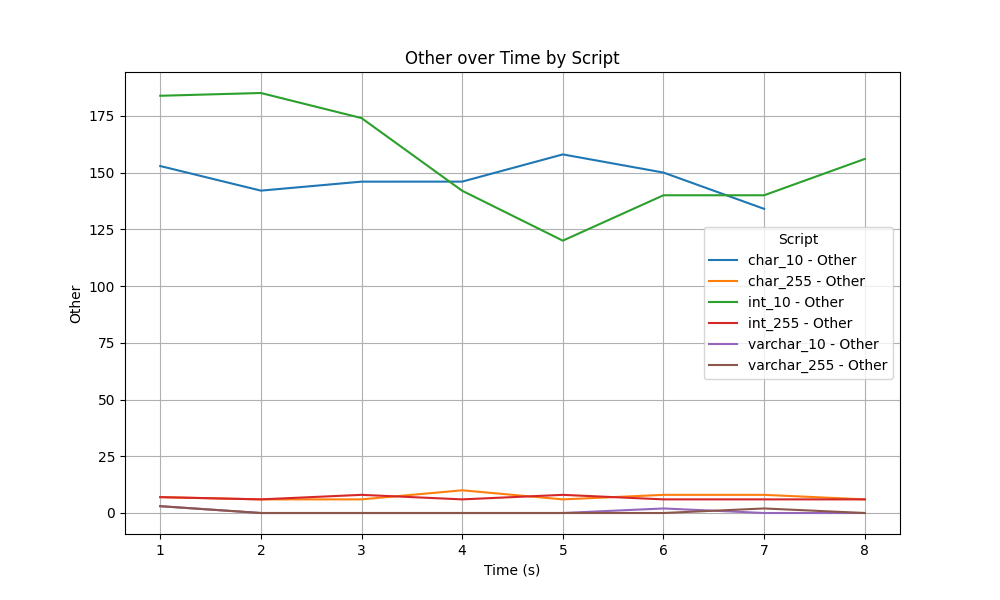 Other over Time by Script
175
150
125
100
75
50
25
0
Other
1 2 3 4 5 6 7 8
Time (s)
Script
char_10 - Other
char_255 - Other
int_10 - Other
int_255 - Other
varchar_10 - Other
varchar_255 - Other